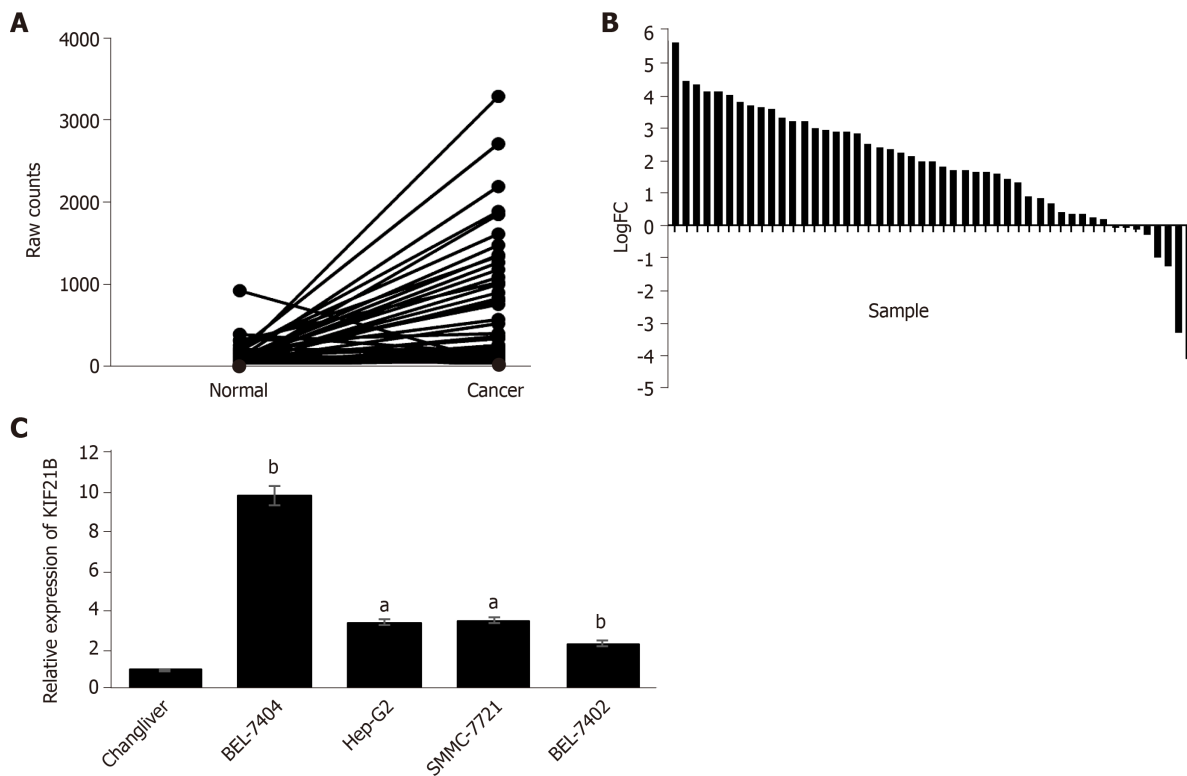 A
4000
3000
2000
1000
0
Raw counts
Normal
Cancer
B
6
5
4
3
2
1
0
-1
-2
-3
-4
-5
LogFC
Sample
C
12
10
8
6
4
2
0
Relative expression of KIF21B
b
a
a
b
Changliver
BEL-7404
Hep-G2
SMMC-7721
BEL-7402